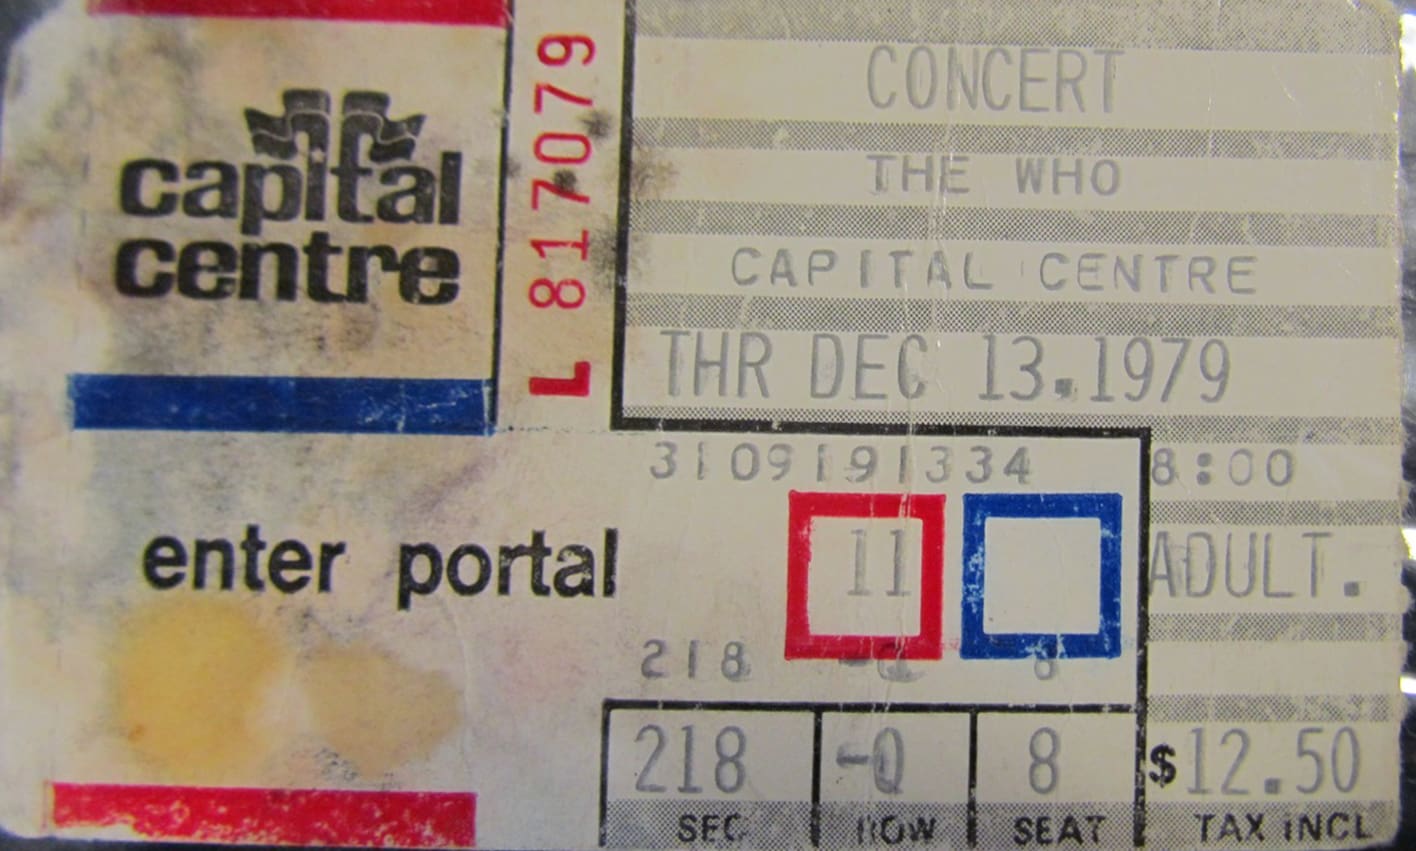 capital
centre
L 817079
CONCERT
THE WHO
CAPITAL CENTRE
THR DEC 13.1979
3109191334 8:00
enter portal 11 ADULT.
218 -Q 8
218 -Q 8 $12.50
SEC ROW SEAT TAX INCL